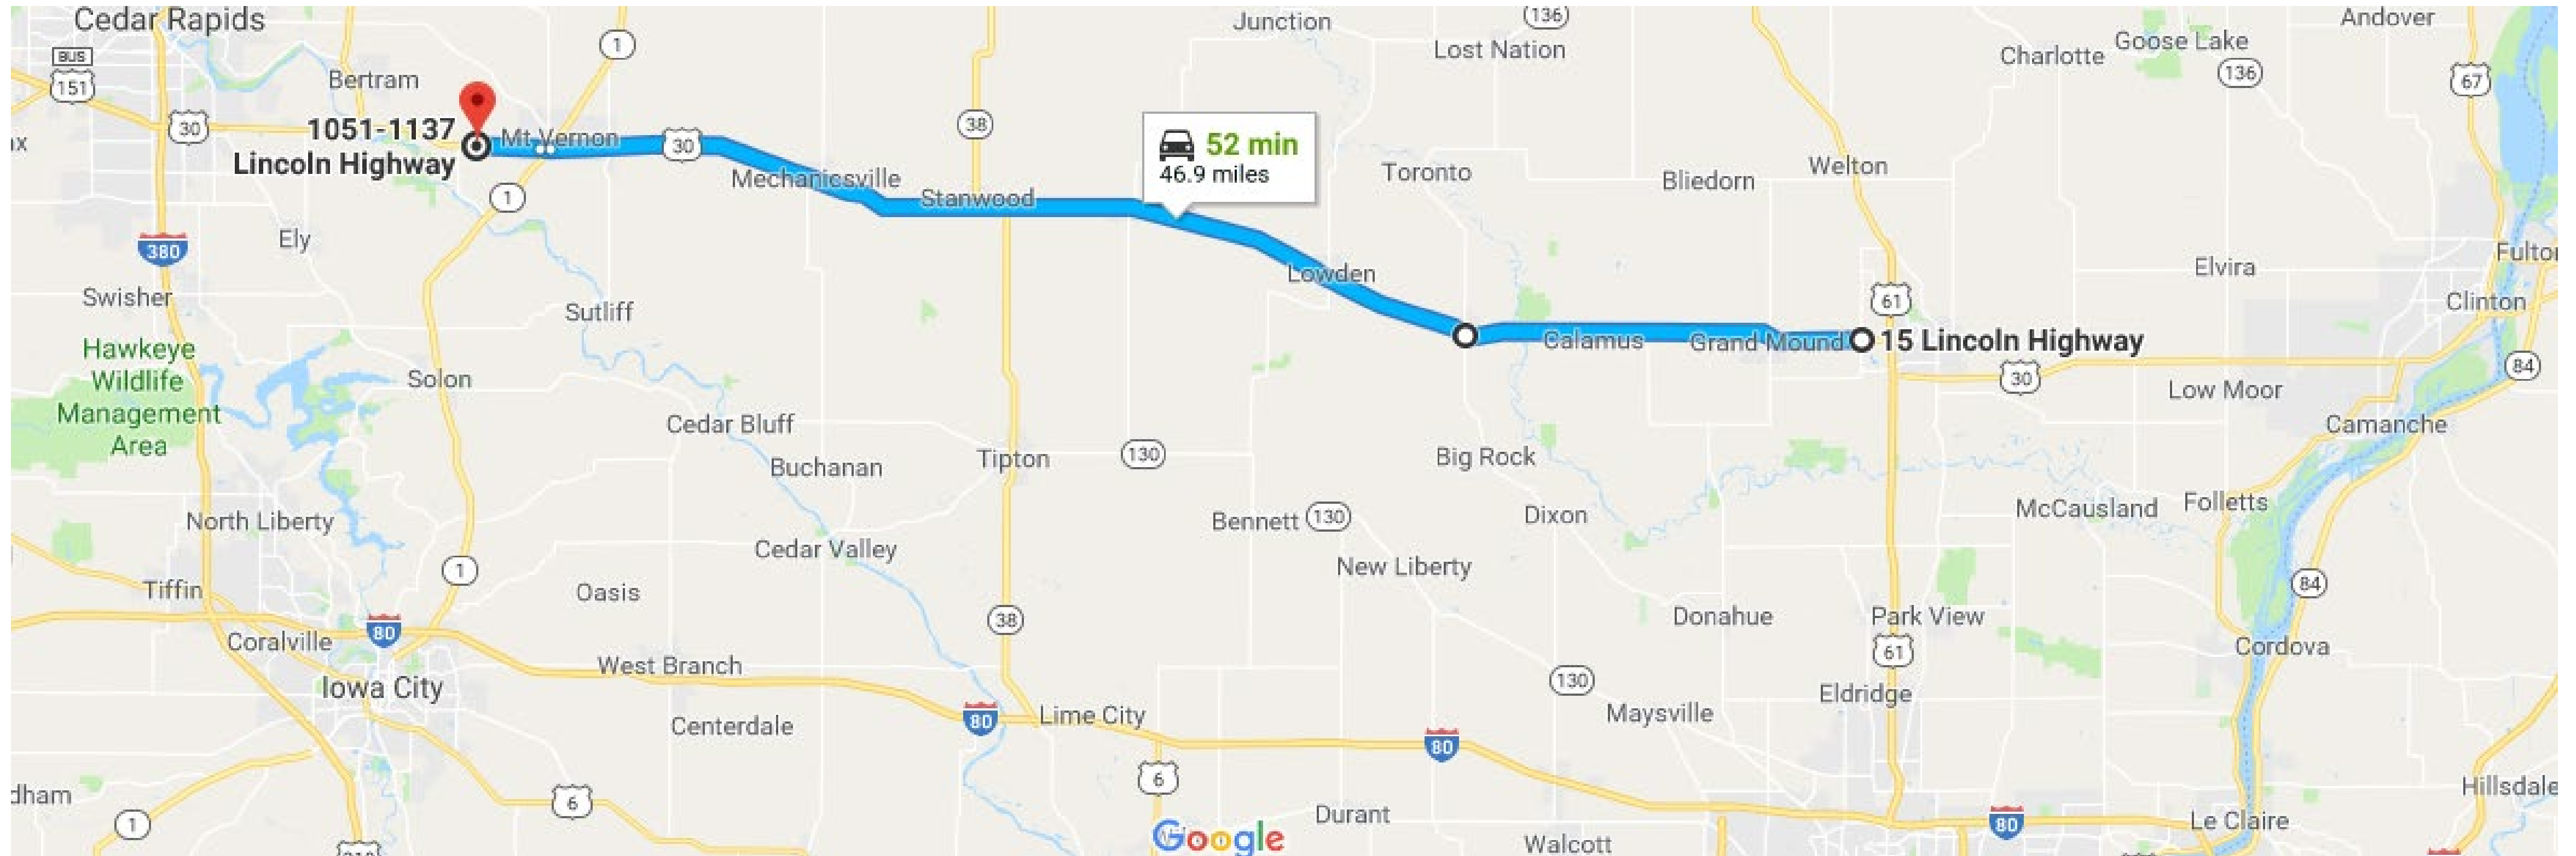 Cedar Rapids
Junction
136
Andover
BUS
151
1
Lost Nation
Charlotte
Goose Lake
136
67
Bertram
30
1051-1137
Lincoln Highway
Mt Vernon
30
38
52 min
46.9 miles
Mechanicsville
Stanwood
Toronto
Bliedorn
Welton
1
380
Ely
Elvira
Fulton
Clinton
Swisher
Sutliff
Lowden
61
Hawkeye
Wildlife
Management
Area
Calamus
Grand Mound
15 Lincoln Highway
30
84
Low Moor
Solon
Camanche
Cedar Bluff
Buchanan
Tipton
130
Big Rock
North Liberty
Bennett
130
Dixon
McCausland
Folletts
Cedar Valley
New Liberty
1
Tiffin
Oasis
84
38
Donahue
Park View
Coralville
80
Cordova
West Branch
61
Iowa City
130
Eldridge
Maysville
Centerdale
80
Lime City
80
6
Hillsdale
dham
6
1
Durant
Google
80
Le Claire
Walcott